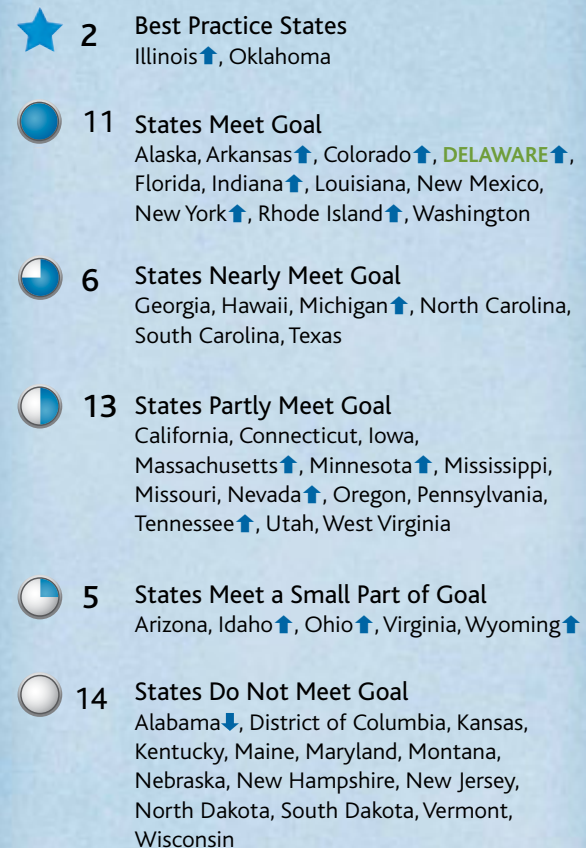 2 Best Practice States
Illinois⬆, Oklahoma
11 States Meet Goal
Alaska, Arkansas⬆, Colorado⬆, DELAWARE⬆,
Florida, Indiana⬆, Louisiana, New Mexico,
New York⬆, Rhode Island⬆, Washington
6 States Nearly Meet Goal
Georgia, Hawaii, Michigan⬆, North Carolina,
South Carolina, Texas
13 States Partly Meet Goal
California, Connecticut, Iowa,
Massachusetts⬆, Minnesota⬆, Mississippi,
Missouri, Nevada⬆, Oregon, Pennsylvania,
Tennessee⬆, Utah, West Virginia
5 States Meet a Small Part of Goal
Arizona, Idaho⬆, Ohio⬆, Virginia, Wyoming⬆
14 States Do Not Meet Goal
Alabama⬇, District of Columbia, Kansas,
Kentucky, Maine, Maryland, Montana,
Nebraska, New Hampshire, New Jersey,
North Dakota, South Dakota, Vermont,
Wisconsin